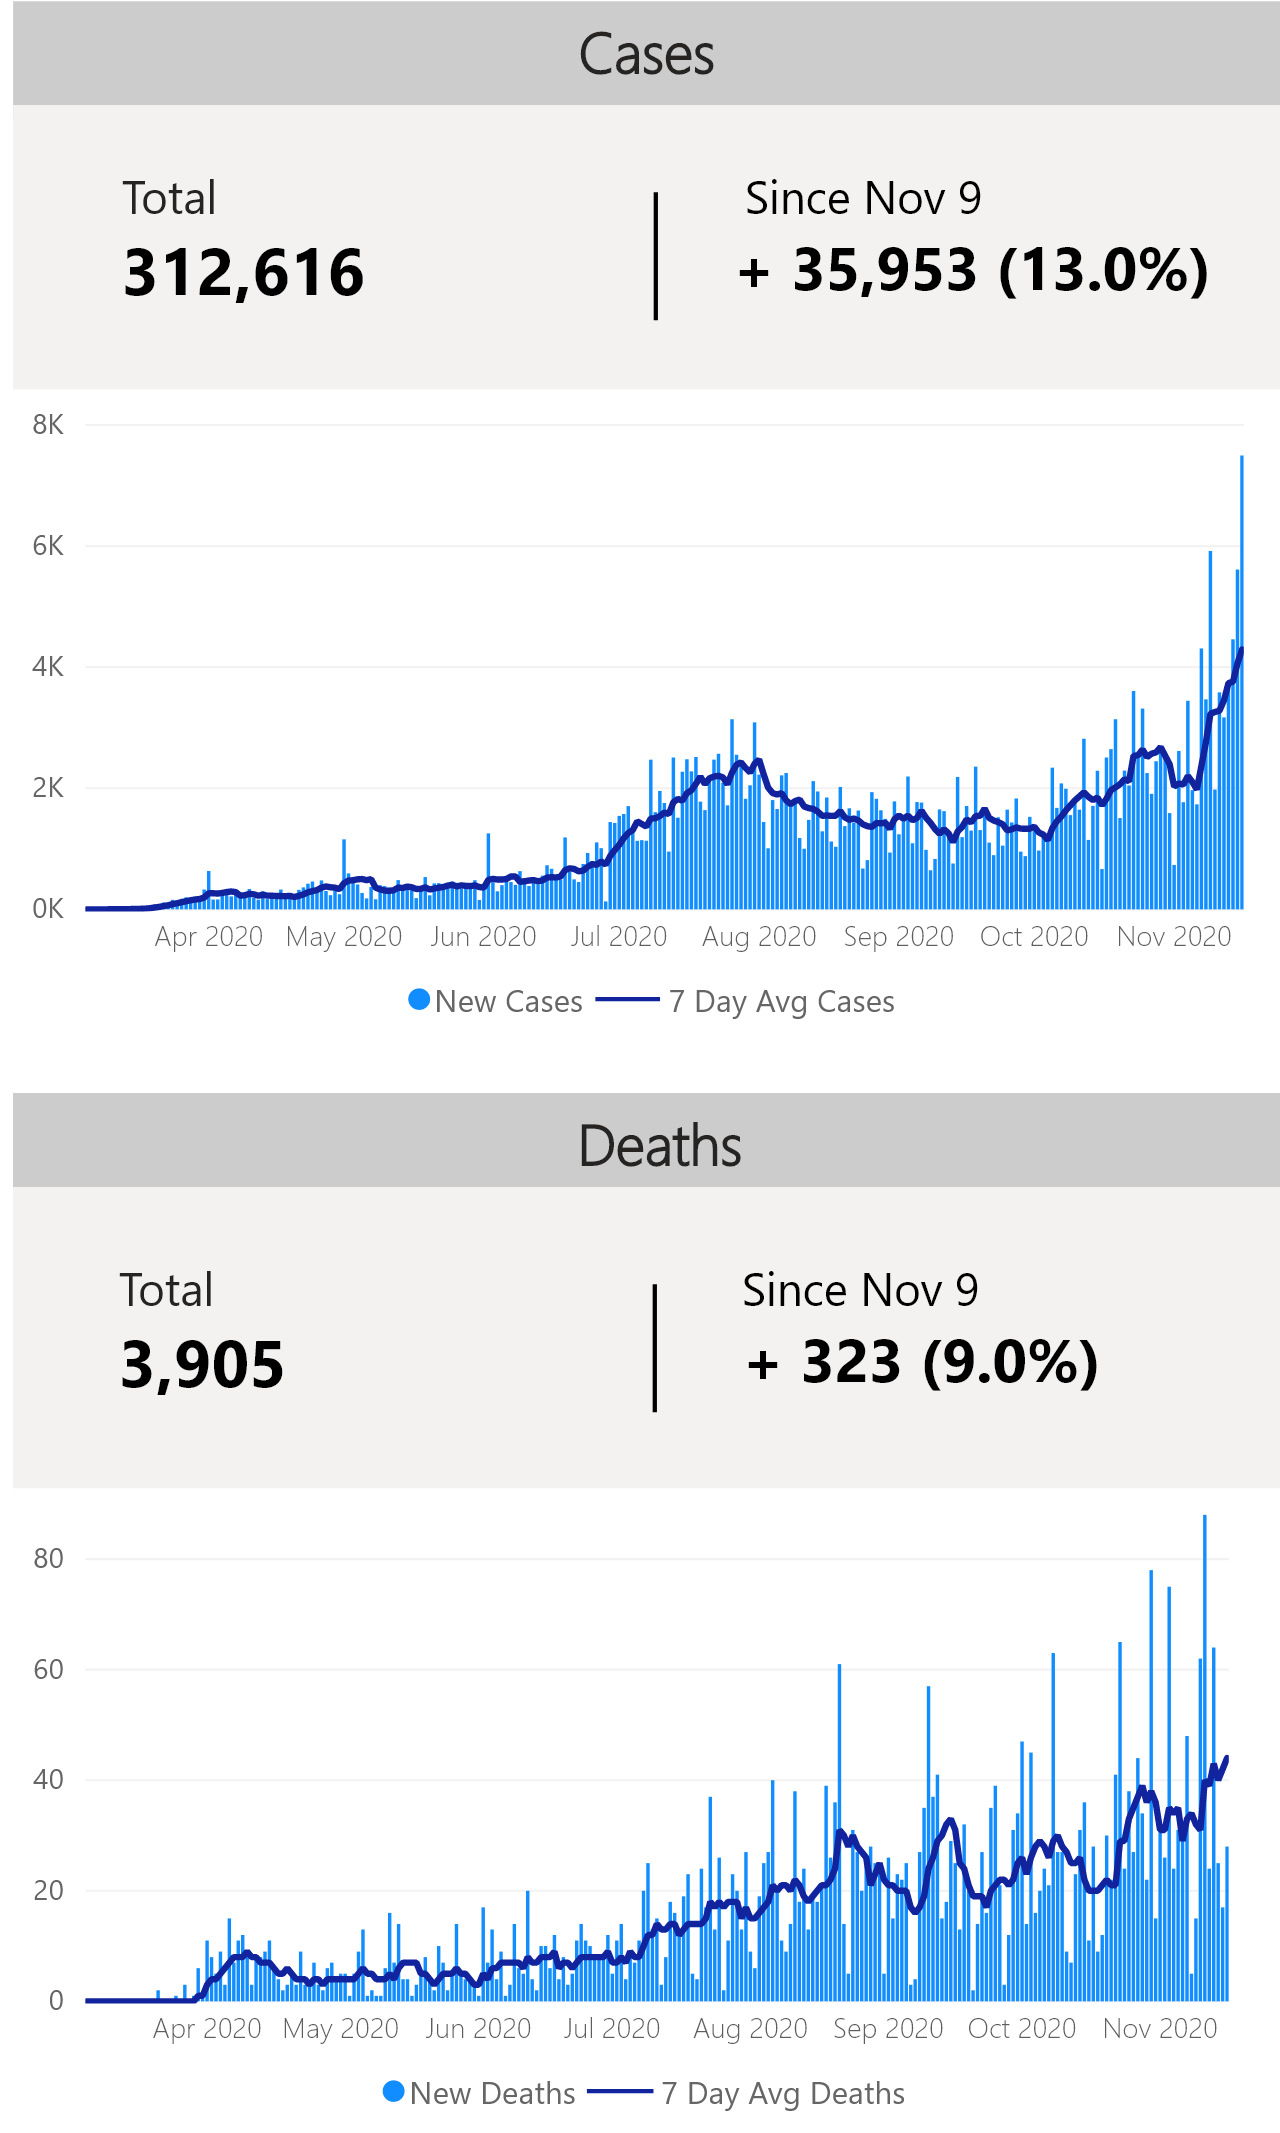 Cases
Total
Since Nov 9
312,616
+ 35,953 (13.0%)
8K
6K
4K
2K
0K
Apr 2020 May 2020 Jun 2020 Jul 2020 Aug 2020 Sep 2020 Oct 2020 Nov 2020
New Cases 7 Day Avg Cases
Deaths
Total
Since Nov 9
3,905
+ 323 (9.0%)
80
60
40
20
0
Apr 2020 May 2020 Jun 2020 Jul 2020 Aug 2020 Sep 2020 Oct 2020 Nov 2020
New Deaths 7 Day Avg Deaths